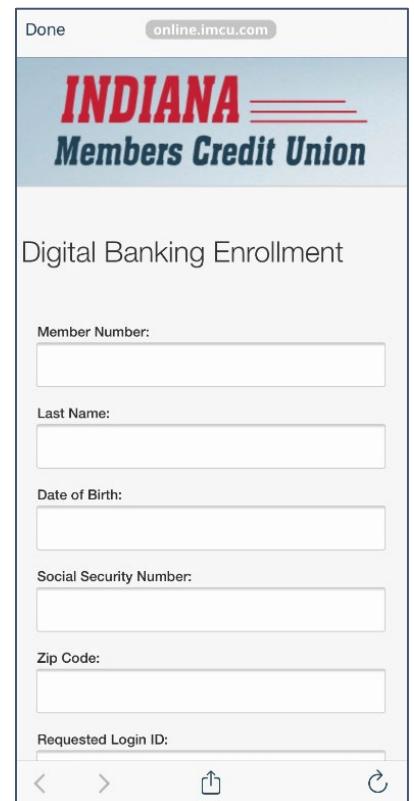 Done
online.imcu.com
INDIANA
Members Credit Union
Digital Banking Enrollment
Member Number:
Last Name:
Date of Birth:
Social Security Number:
Zip Code:
Requested Login ID: